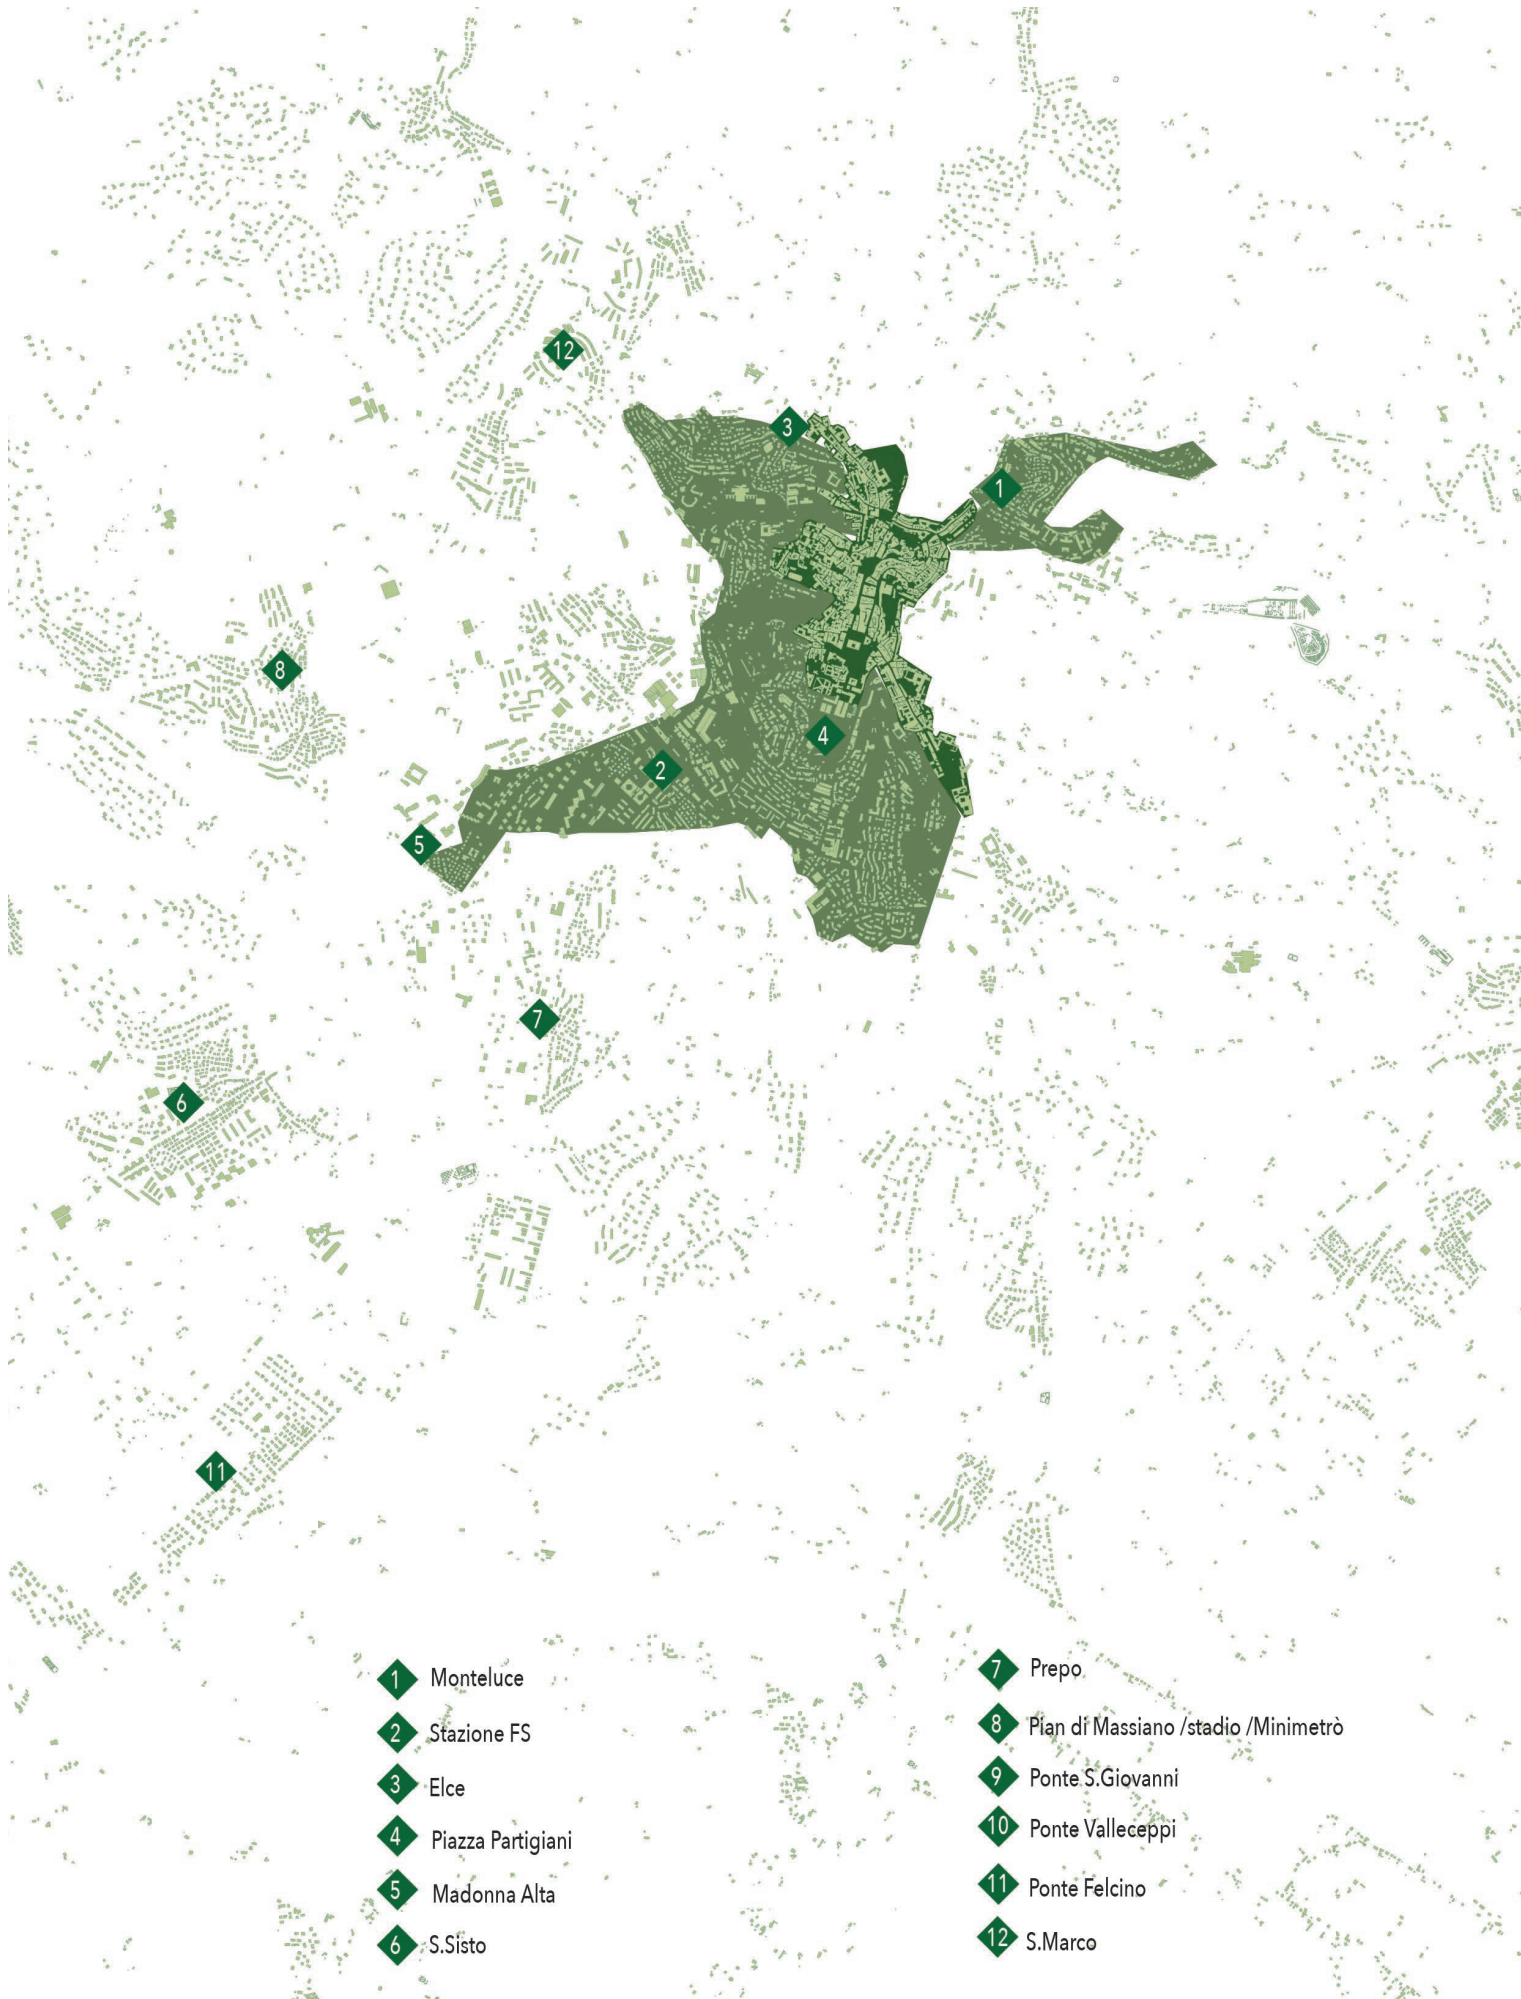 12
3
1
8
4
2
5
7
6
11
1 Monteluce
2 Stazione FS
3 Elce
4 Piazza Partigiani
5 Madonna Alta
6 S.Sisto
7 Prepo
8 Pian di Massiano /stadio /Minimetrò
9 Ponte S.Giovanni
10 Ponte Valleceppi
11 Ponte Felcino
12 S.Marco